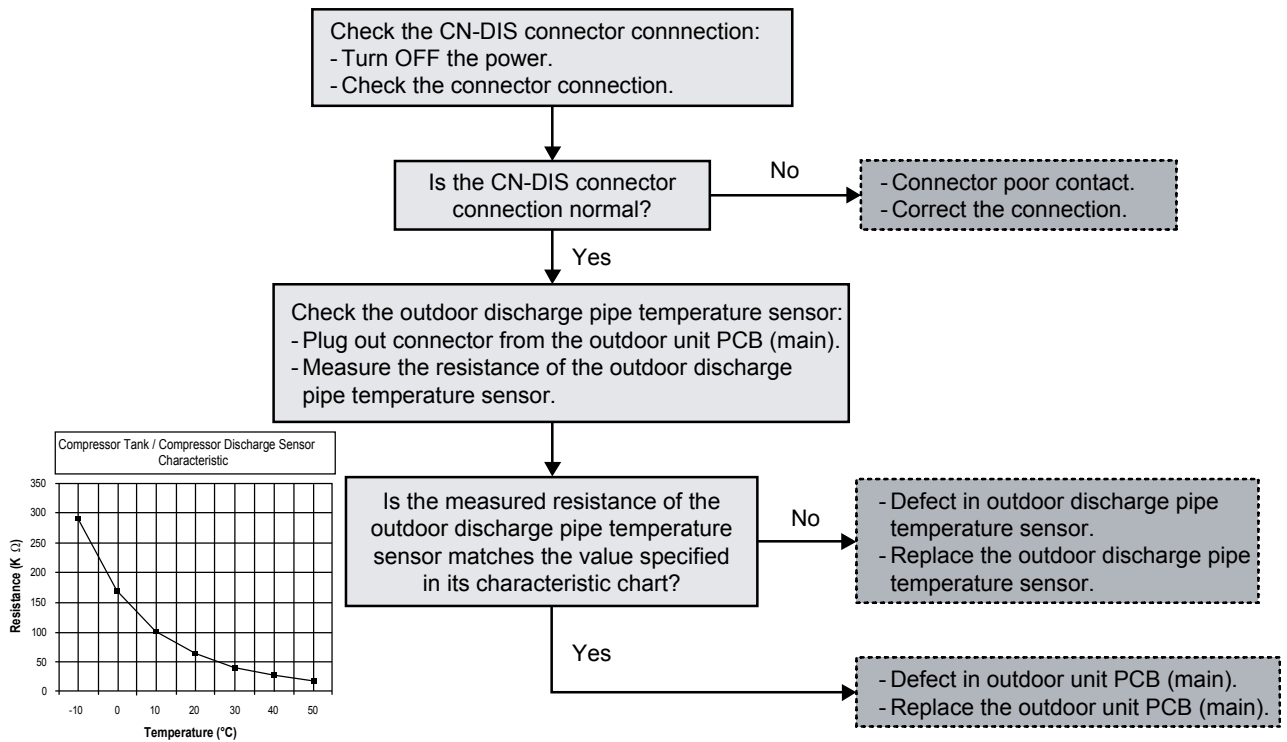 Check the CN-DIS connector connnection:
- Turn OFF the power.
- Check the connector connection.
Is the CN-DIS connector
connection normal?
No
- Connector poor contact.
- Correct the connection.
Yes
Check the outdoor discharge pipe temperature sensor:
- Plug out connector from the outdoor unit PCB (main).
- Measure the resistance of the outdoor discharge
pipe temperature sensor.
Compressor Tank / Compressor Discharge Sensor
Characteristic
Resistance (K Ω)
350
300
250
200
150
100
50
0
-10 0 10 20 30 40 50
Temperature (°C)
Is the measured resistance of the
outdoor discharge pipe temperature
sensor matches the value specified
in its characteristic chart?
No
- Defect in outdoor discharge pipe
temperature sensor.
- Replace the outdoor discharge pipe
temperature sensor.
Yes
- Defect in outdoor unit PCB (main).
- Replace the outdoor unit PCB (main).